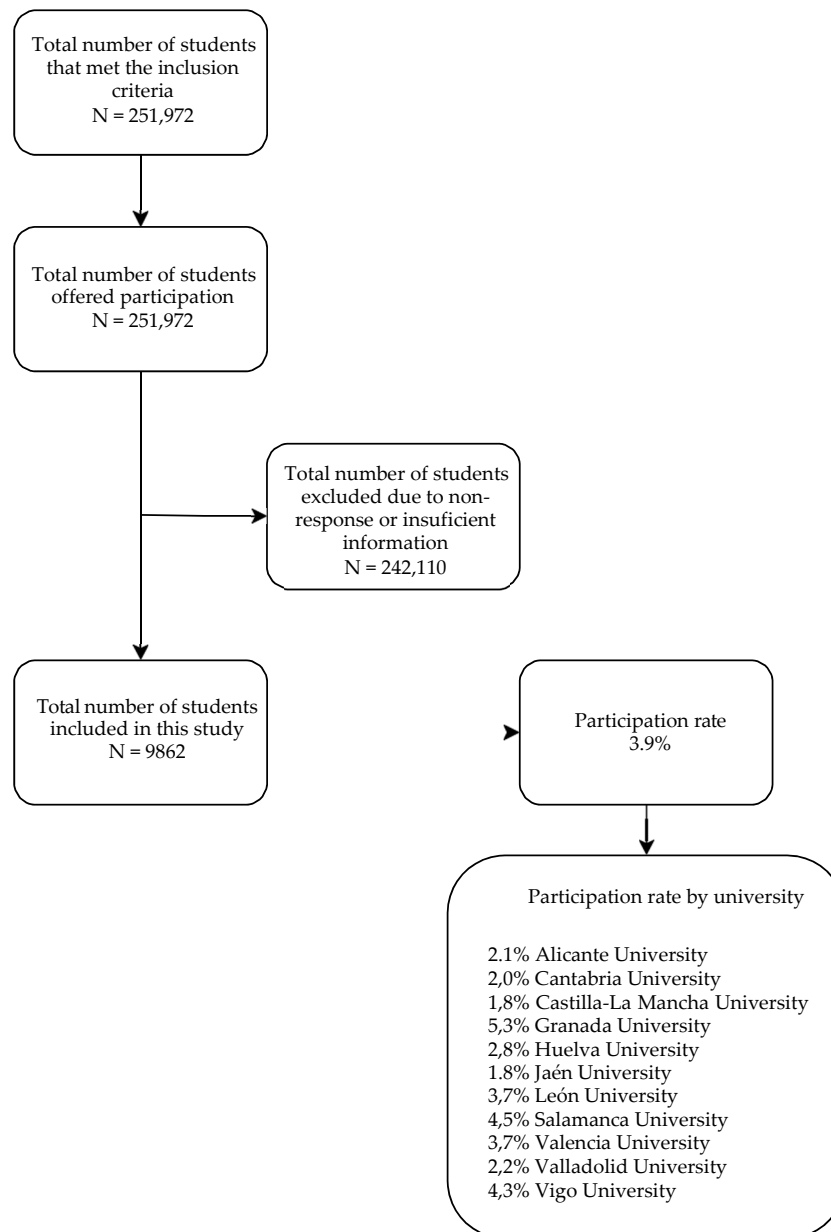 Total number of students
that met the inclusion
criteria
N = 251,972
Total number of students
offered participation
N = 251,972
Total number of students
excluded due to non-
response or insuficient
information
N = 242,110
Total number of students
included in this study
N = 9862
Participation rate
3.9%
Participation rate by university
2.1% Alicante University
2,0% Cantabria University
1,8% Castilla-La Mancha University
5,3% Granada University
2,8% Huelva University
1.8% Jaén University
3,7% León University
4,5% Salamanca University
3,7% Valencia University
2,2% Valladolid University
4,3% Vigo University